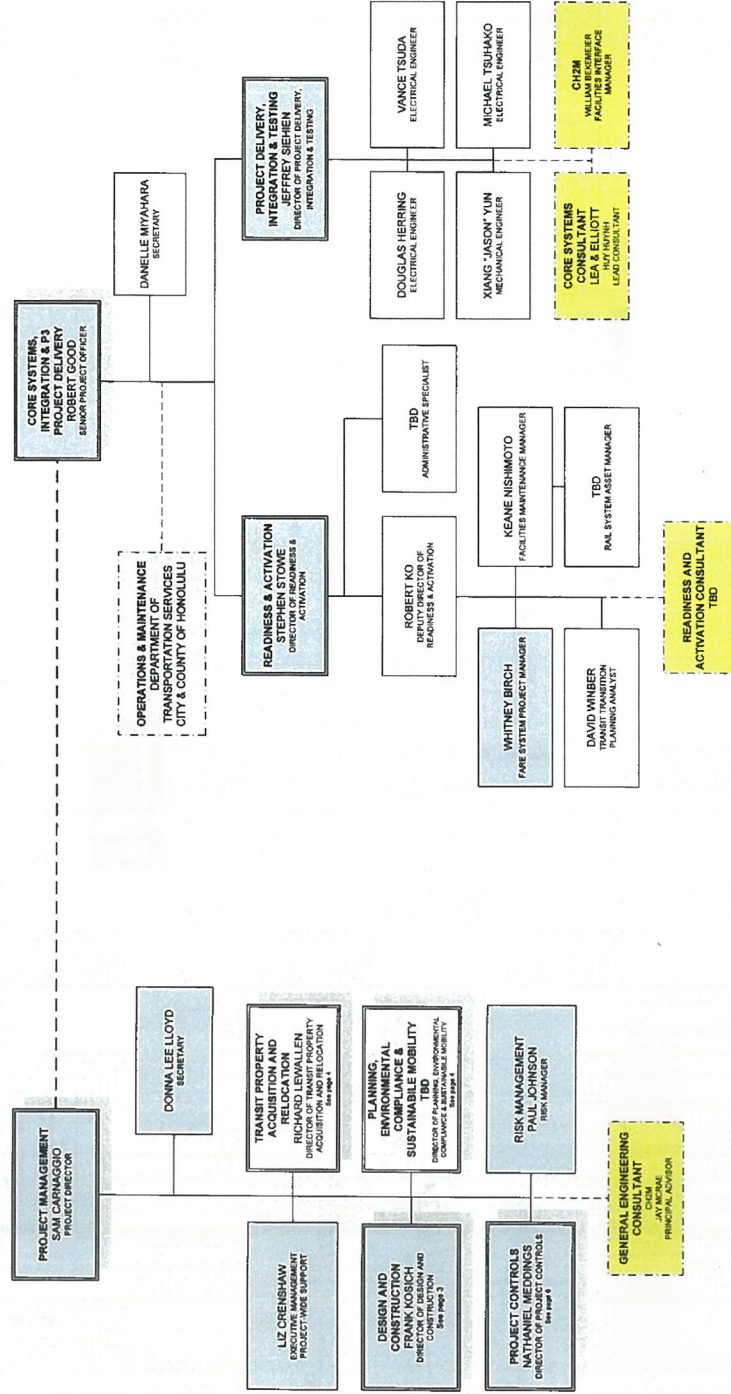 PROJECT MANAGEMENT
SAM CARNAGGIO
PROJECT DIRECTOR
DONNA LEE LLOYD
SECRETARY
LIZ CRENSHAW
EXECUTIVE MANAGEMENT
PROJECT-WIDE SUPPORT
TRANSIT PROPERTY
ACQUISITION AND
RELOCATION
RICHARD LEWALLEN
DIRECTOR OF TRANSIT PROPERTY
ACQUISITION AND RELOCATION
See page 4
DESIGN AND
CONSTRUCTION
FRANK KOSICH
DIRECTOR OF DESIGN AND
CONSTRUCTION
See page 3
PLANNING,
ENVIRONMENTAL
COMPLIANCE &
SUSTAINABILE MOBILITY
TBD
DIRECTOR OF PLANNING, ENVIRONMENTAL
COMPLIANCE & SUSTAINABLE MOBILITY
See page 4
PROJECT CONTROLS
NATHANIEL MEDDINGS
DIRECTOR OF PROJECT CONTROLS
See page 6
RISK MANAGEMENT
PAUL JOHNSON
RISK MANAGER
GENERAL ENGINEERING
CONSULTANT
CH2M
JAY MCRAE
PRINCIPAL ADVISOR
CORE SYSTEMS,
INTEGRATION & P3
PROJECT DELIVERY
ROBERT GOOD
SENIOR PROJECT OFFICER
DANELLE MIYAHARA
SECRETARY
OPERATIONS & MAINTENANCE
DEPARTMENT OF
TRANSPORTATION SERVICES
CITY & COUNTY OF HONOLULU
READINESS & ACTIVATION
STEPHEN STOWE
DIRECTOR OF READINESS &
ACTIVATION
ROBERT KO
DEPUTY DIRECTOR OF
READINESS & ACTIVATION
TBD
ADMINISTRATIVE SPECIALIST
WHITNEY BIRCH
FARE SYSTEM PROJECT MANAGER
KEANE NISHIMOTO
FACILITIES MAINTENANCE MANAGER
DAVID WINBER
TRANSIT TRANSITION
PLANNING ANALYST
TBD
RAIL SYSTEM ASSET MANAGER
READINESS AND
ACTIVATION CONSULTANT
TBD
PROJECT DELIVERY,
INTEGRATION & TESTING
JEFFREY SIEHIEN
DIRECTOR OF PROJECT DELIVERY,
INTEGRATION & TESTING
DOUGLAS HERRING
ELECTRICAL ENGINEER
VANCE TSUDA
ELECTRICAL ENGINEER
XIANG "JASON" YUN
MECHANICAL ENGINEER
MICHAEL TSUHAKO
ELECTRICAL ENGINEER
CORE SYSTEMS
CONSULTANT
LEA & ELLIOTT
HUY HUYNH
LEAD CONSULTANT
CH2M
WILLIAM BEKEMEIER
FACILITIES INTERFACE
MANAGER